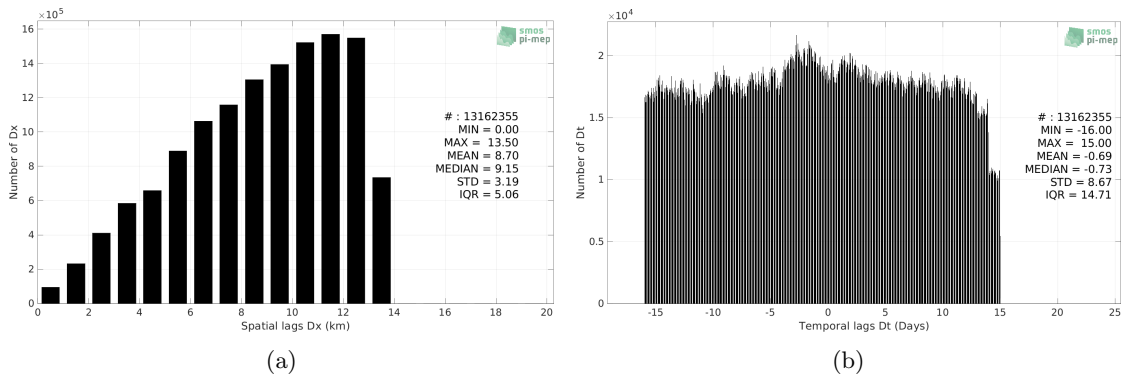 ×10⁵
16
14
12
10
8
6
4
2
0
Number of Dx
0 2 4 6 8 10 12 14 16 18 20
Spatial lags Dx (km)
smos
pi-mep
# : 13162355
MIN = 0.00
MAX = 13.50
MEAN = 8.70
MEDIAN = 9.15
STD = 3.19
IQR = 5.06
(a)
×10⁴
2
1.5
1
0.5
0
Number of Dt
-15 -10 -5 0 5 10 15 20 25
Temporal lags Dt (Days)
smos
pi-mep
# : 13162355
MIN = -16.00
MAX = 15.00
MEAN = -0.69
MEDIAN = -0.73
STD = 8.67
IQR = 14.71
(b)